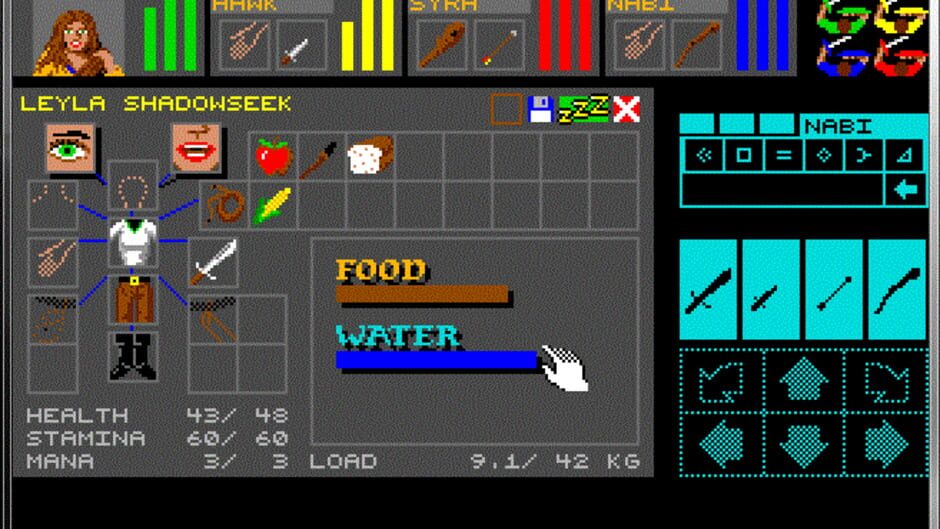 HAWK
SYRA
NABI
LEYLA SHADOWSEEK
zzZ
NABI
FOOD
WATER
HEALTH 43/ 48
STAMINA 60/ 60
MANA 3/ 3
LOAD 9.1/ 42 KG